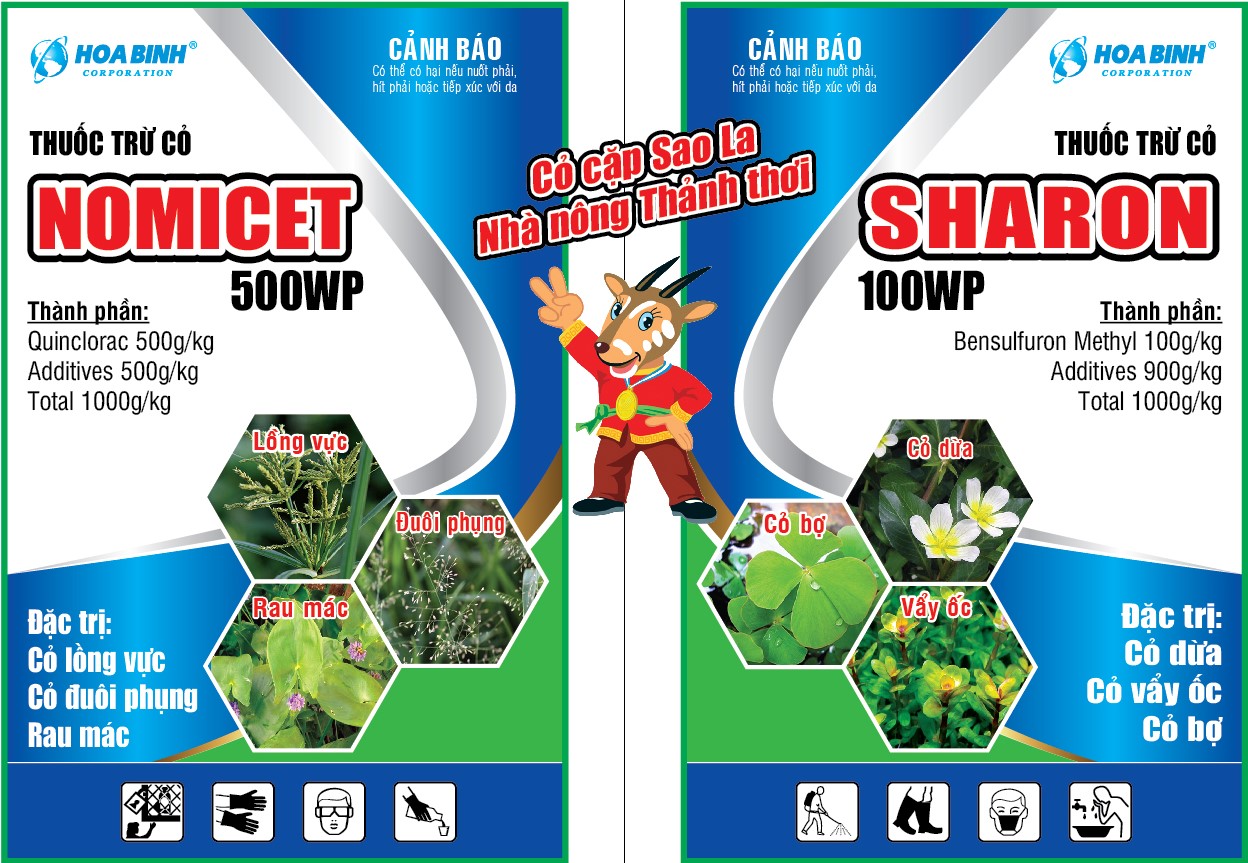 HOA BINH®
CORPORATION
CẢNH BÁO
Có thể có hại nếu nuốt phải,
hít phải hoặc tiếp xúc với da
THUỐC TRỪ CỎ
NOMICET
500WP
Thành phần:
Quinclorac 500g/kg
Additives 500g/kg
Total 1000g/kg
Lồng vực
Đuôi phụng
Rau mác
Đặc trị:
Cỏ lồng vực
Cỏ đuôi phụng
Rau mác
Cỏ cặp Sao La
Nhà nông Thảnh thơi
CẢNH BÁO
Có thể có hại nếu nuốt phải,
hít phải hoặc tiếp xúc với da
HOA BINH®
CORPORATION
THUỐC TRỪ CỎ
SHARON
100WP
Thành phần:
Bensulfuron Methyl 100g/kg
Additives 900g/kg
Total 1000g/kg
Cỏ dừa
Cỏ bợ
Vẩy ốc
Đặc trị:
Cỏ dừa
Cỏ vẩy ốc
Cỏ bợ